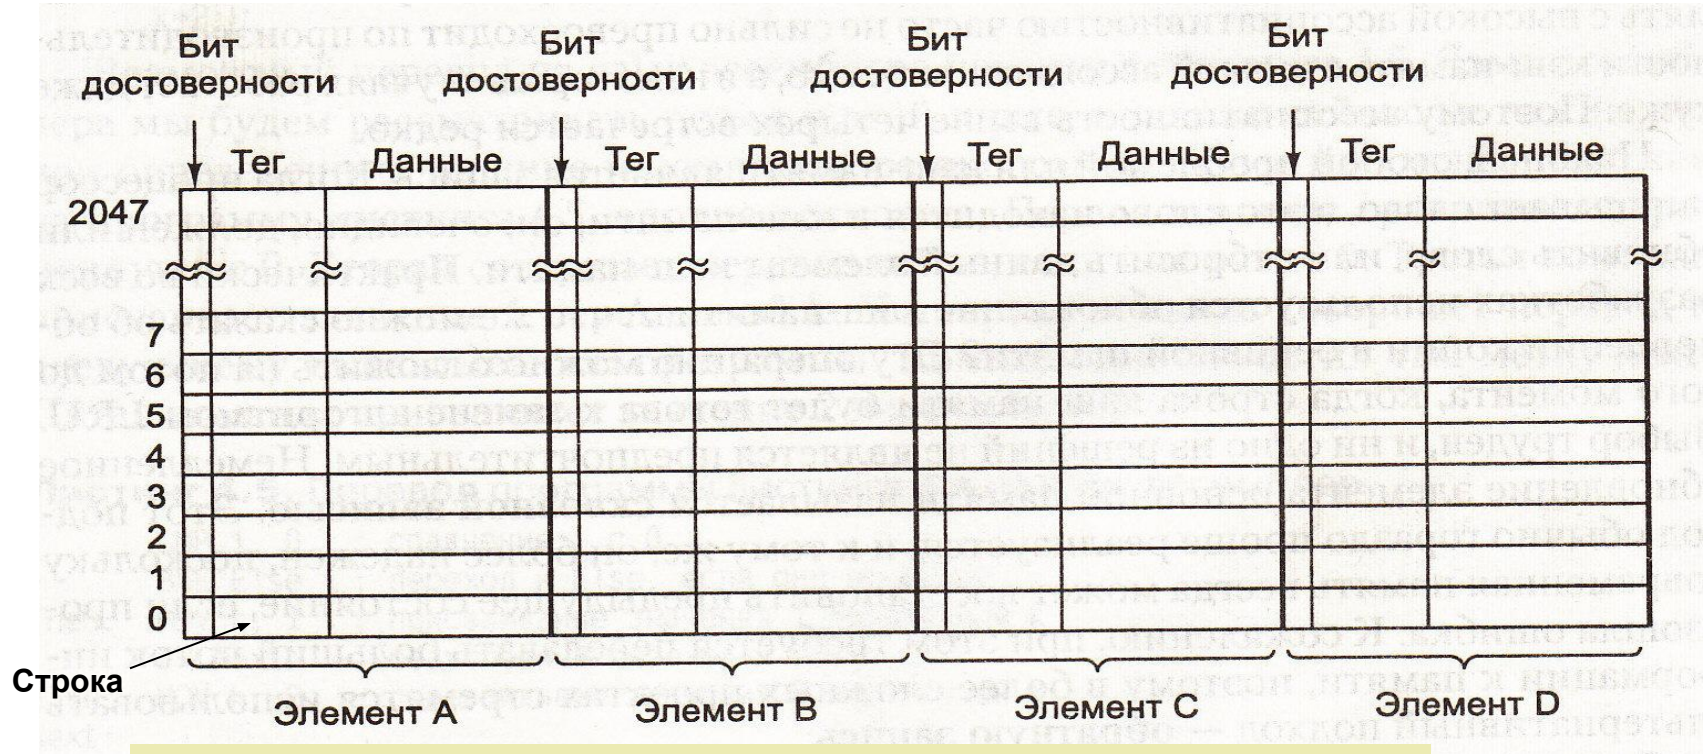 Бит Бит Бит Бит
достоверности достоверности достоверности достоверности
Тег Данные Тег Данные Тег Данные Тег Данные
2047
7
6
5
4
3
2
1
0
Строка
Элемент A Элемент B Элемент C Элемент D